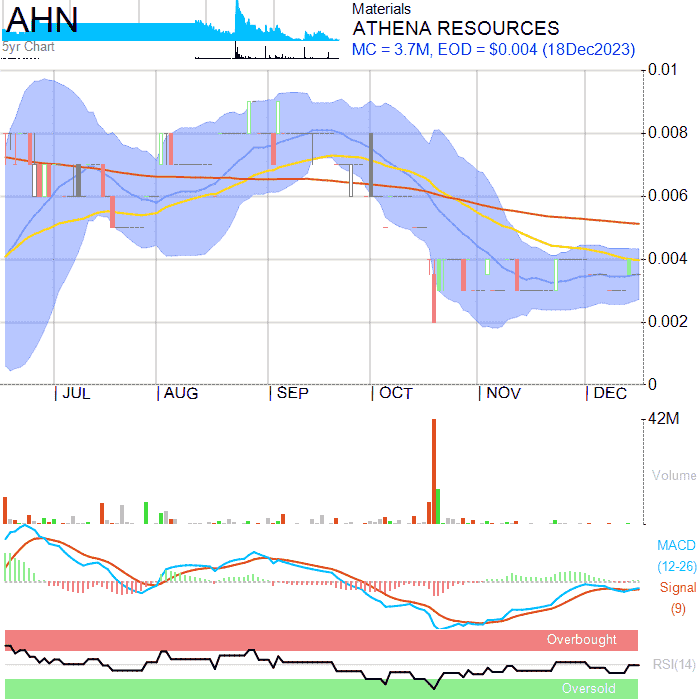 AHN
5yr Chart
Materials
ATHENA RESOURCES
MC = 3.7M, EOD = $0.004 (18Dec2023)
0.01
0.008
0.006
0.004
0.002
0
JUL AUG SEP OCT NOV DEC
42M
Volume
MACD
(12-26)
Signal
(9)
Overbought
RSI(14)
Oversold